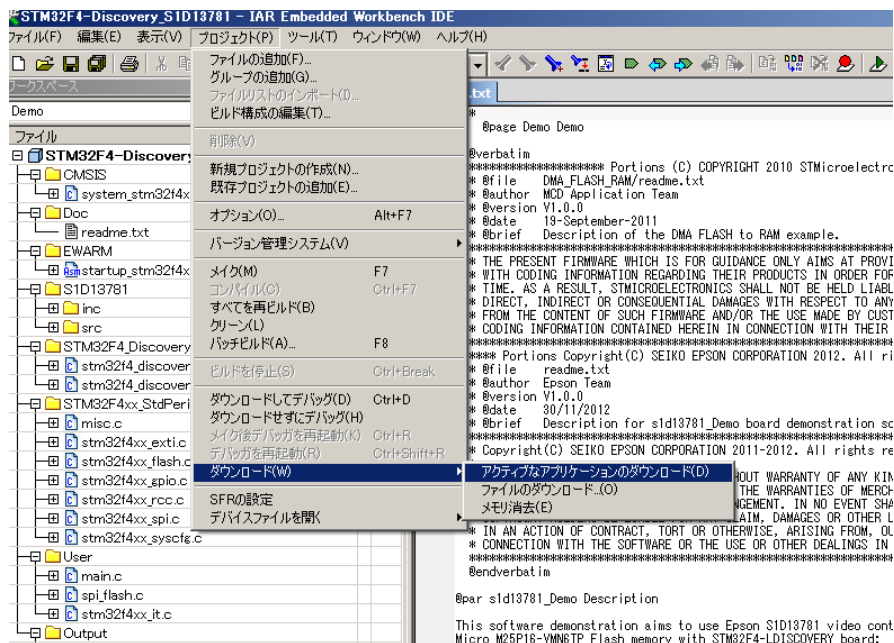 STM32F4-Discovery_S1D13781 - IAR Embedded Workbench IDE
ファイル(F) 編集(E) 表示(V) プロジェクト(P) ツール(T) ウィンドウ(W) ヘルプ(H)
ワークスペース
Demo
ファイル
STM32F4-Discover
CMSIS
system_stm32f4x
Doc
readme.txt
EWARM
startup_stm32f4x
S1D13781
inc
src
STM32F4_Discovery
stm32f4_discover
stm32f4_discover
STM32F4xx_StdPeri
misc.c
stm32f4xx_exti.c
stm32f4xx_flash.c
stm32f4xx_gpio.c
stm32f4xx_rcc.c
stm32f4xx_spi.c
stm32f4xx_syscfg.c
User
main.c
spi_flash.c
stm32f4xx_it.c
Output
ファイルの追加(F)...
グループの追加(G)...
ファイルリストのインポート(I)...
ビルド構成の編集(T)...
削除(V)
新規プロジェクトの作成(N)...
既存プロジェクトの追加(E)...
オプション(O)... Alt+F7
バージョン管理システム(V)
メイク(M) F7
コンパイル(C) Ctrl+F7
すべてを再ビルド(B)
クリーン(L)
バッチビルド(A)... F8
ビルドを停止(S) Ctrl+Break
ダウンロードしてデバッグ(D) Ctrl+D
ダウンロードせずにデバッグ(H)
メイク後デバッガを再起動(K) Ctrl+R
デバッガを再起動(R) Ctrl+Shift+R
ダウンロード(W)
SFRの設定
デバイスファイルを開く
アクティブなアプリケーションのダウンロード(D)
ファイルのダウンロード...(O)
メモリ消去(E)
.txt
*
@page Demo Demo
@verbatim
******************** Portions (C) COPYRIGHT 2010 STMicroelectro
* @file DMA_FLASH_RAM/readme.txt
* @author MCD Application Team
* @version V1.0.0
* @date 19-September-2011
* @brief Description of the DMA FLASH to RAM example.
* THE PRESENT FIRMWARE WHICH IS FOR GUIDANCE ONLY AIMS AT PROVI
* WITH CODING INFORMATION REGARDING THEIR PRODUCTS IN ORDER FOR
* TIME. AS A RESULT, STMICROELECTRONICS SHALL NOT BE HELD LIABL
* DIRECT, INDIRECT OR CONSEQUENTIAL DAMAGES WITH RESPECT TO ANY
* FROM THE CONTENT OF SUCH FIRMWARE AND/OR THE USE MADE BY CUST
* CODING INFORMATION CONTAINED HEREIN IN CONNECTION WITH THEIR
**** Portions Copyright(C) SEIKO EPSON CORPORATION 2012. All ri
* @file readme.txt
* @author Epson Team
* @version V1.0.0
* @date 30/11/2012
* @brief Description for s1d13781_Demo board demonstration so
* Copyright(C) SEIKO EPSON CORPORATION 2011-2012. All rights re
HOUT WARRANTY OF ANY KIN
THE WARRANTIES OF MERCH
NGEMENT. IN NO EVENT SHA
LAIM, DAMAGES OR OTHER L
* IN AN ACTION OF CONTRACT, TORT OR OTHERWISE, ARISING FROM, OU
* CONNECTION WITH THE SOFTWARE OR THE USE OR OTHER DEALINGS IN
@endverbatim
@par s1d13781_Demo Description
This software demonstration aims to use Epson S1D13781 video cont
Micro M25P16-VMN6TP Flash memory with STM32F4-LDISCOVERY board: